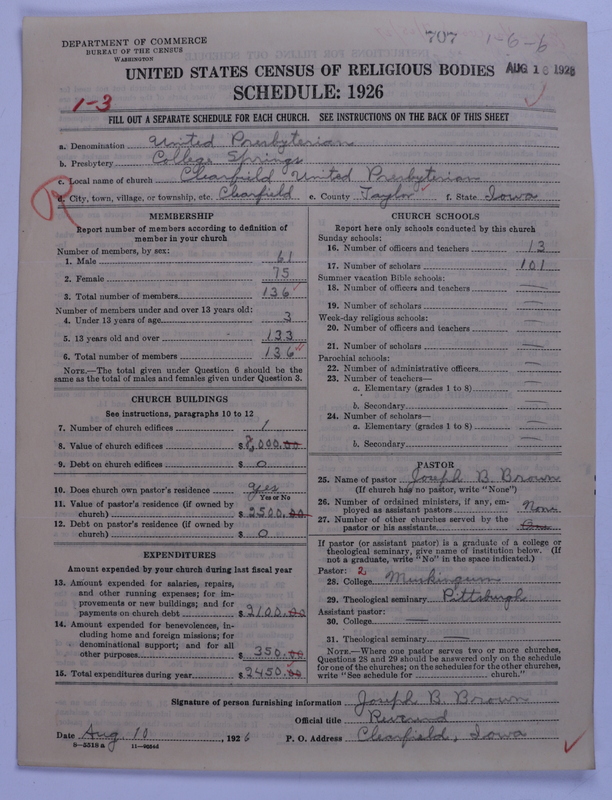 707 1-6-6
DEPARTMENT OF COMMERCE
BUREAU OF THE CENSUS
WASHINGTON
UNITED STATES CENSUS OF RELIGIOUS BODIES
AUG 16 1926
SCHEDULE: 1926
1-3
FILL OUT A SEPARATE SCHEDULE FOR EACH CHURCH. SEE INSTRUCTIONS ON THE BACK OF THIS SHEET
a. Denomination United Presbyterian
b. Presbytery College Springs
c. Local name of church Clearfield United Presbyterian
d. City, town, village, or township, etc. Clearfield e. County Taylor f. State Iowa
MEMBERSHIP
Report number of members according to definition of
member in your church
Number of members, by sex:
1. Male 61
2. Female 75
3. Total number of members 136
Number of members under and over 13 years old:
4. Under 13 years of age 3
5. 13 years old and over 133
6. Total number of members 136
NOTE.—The total given under Question 6 should be
same as the total of males and females given under Question 3.
CHURCH BUILDINGS
See instructions, paragraphs 10 to 12
7. Number of church edifices 1
8. Value of church edifices $ 8,000.00
9. Debt on church edifices $ 0
10. Does church own pastor's residence yes
Yes or No
11. Value of pastor's residence (if owned by
church) $ 2500.00
12. Debt on pastor's residence (if owned by
church) $ 0
EXPENDITURES
Amount expended by your church during last fiscal year
13. Amount expended for salaries, repairs,
and other running expenses; for im-
provements or new buildings; and for
payments on church debt $ 2100.00
14. Amount expended for benevolences, in-
cluding home and foreign missions; for
denominational support; and for all
other purposes $ 350.00
15. Total expenditures during year $ 2450.00
CHURCH SCHOOLS
Report here only schools conducted by this church
Sunday schools:
16. Number of officers and teachers 13
17. Number of scholars 101
Summer vacation Bible schools:
18. Number of officers and teachers
19. Number of scholars
Week-day religious schools:
20. Number of officers and teachers
21. Number of scholars
Parochial schools:
22. Number of administrative officers
23. Number of teachers—
a. Elementary (grades 1 to 8)
b. Secondary
24. Number of scholars—
a. Elementary (grades 1 to 8)
b. Secondary
PASTOR
25. Name of pastor Joseph B. Brown
(If church has no pastor, write "None")
26. Number of ordained ministers, if any, em-
ployed as assistant pastors None
27. Number of other churches served by the
pastor or his assistants
If pastor (or assistant pastor) is a graduate of a college or
theological seminary, give name of institution below. (If
not a graduate, write "No" in the space indicated.)
Pastor: 2
28. College Muskingum
29. Theological seminary Pittsburgh
Assistant pastor:
30. College
31. Theological seminary
NOTE.—Where one pastor serves two or more churches,
Questions 28 and 29 should be answered only on the schedule
for one of the churches; on the schedules for the other churches,
write "See schedule for church."
Signature of person furnishing information Joseph B. Brown
Official title Reverend
Date Aug. 10, 1926 P. O. Address Clearfield, Iowa
8—5518 a